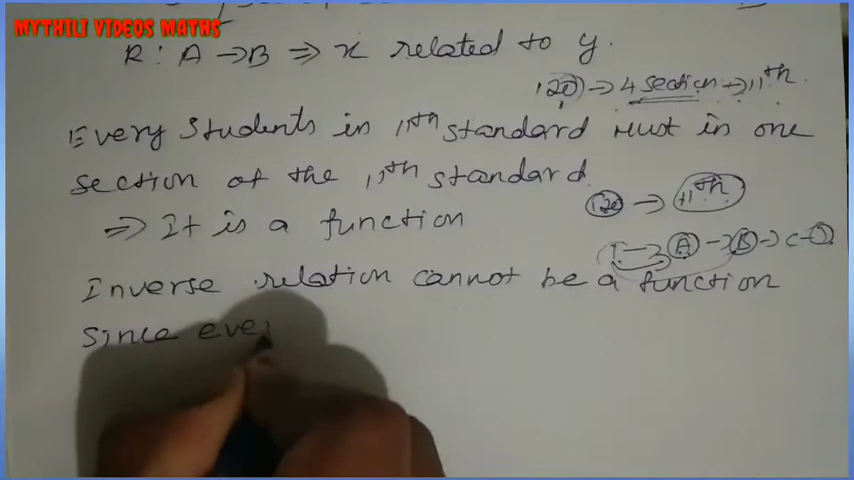 MYTHILI VIDEOS MATHS
R : A → B ⇒ x related to y.
120 → 4 section → 11th
Every students in 11th standard must in one
section of the 11th standard
120 → 11th
⇒ It is a function
1 → A → B → C - D
Inverse relation cannot be a function
Since eve